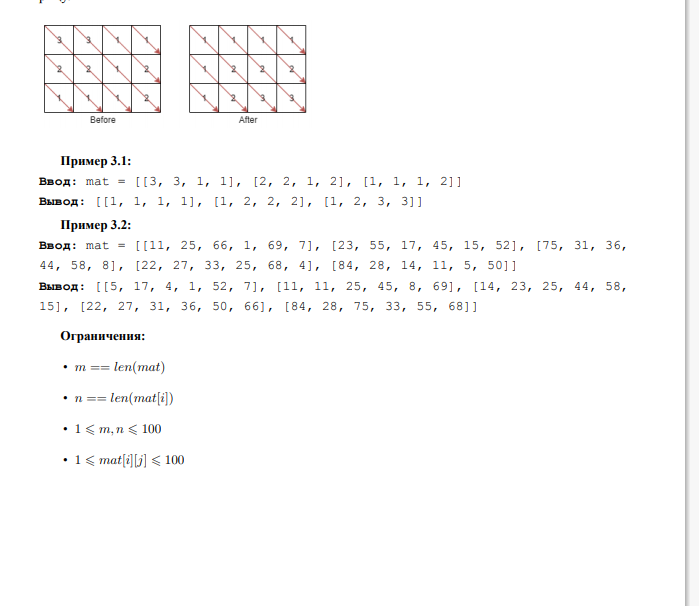 3 3 1 1 1 1 1 1
2 2 1 2 1 2 2 2
1 1 1 2 1 2 3 3
Before After
Пример 3.1:
Ввод: mat = [[3, 3, 1, 1], [2, 2, 1, 2], [1, 1, 1, 2]]
Вывод: [[1, 1, 1, 1], [1, 2, 2, 2], [1, 2, 3, 3]]
Пример 3.2:
Ввод: mat = [[11, 25, 66, 1, 69, 7], [23, 55, 17, 45, 15, 52], [75, 31, 36,
44, 58, 8], [22, 27, 33, 25, 68, 4], [84, 28, 14, 11, 5, 50]]
Вывод: [[5, 17, 4, 1, 52, 7], [11, 11, 25, 45, 8, 69], [14, 23, 25, 44, 58,
15], [22, 27, 31, 36, 50, 66], [84, 28, 75, 33, 55, 68]]
Ограничения:
• m == len(mat)
• n == len(mat[i])
• 1 ⩽ m, n ⩽ 100
• 1 ⩽ mat[i][j] ⩽ 100